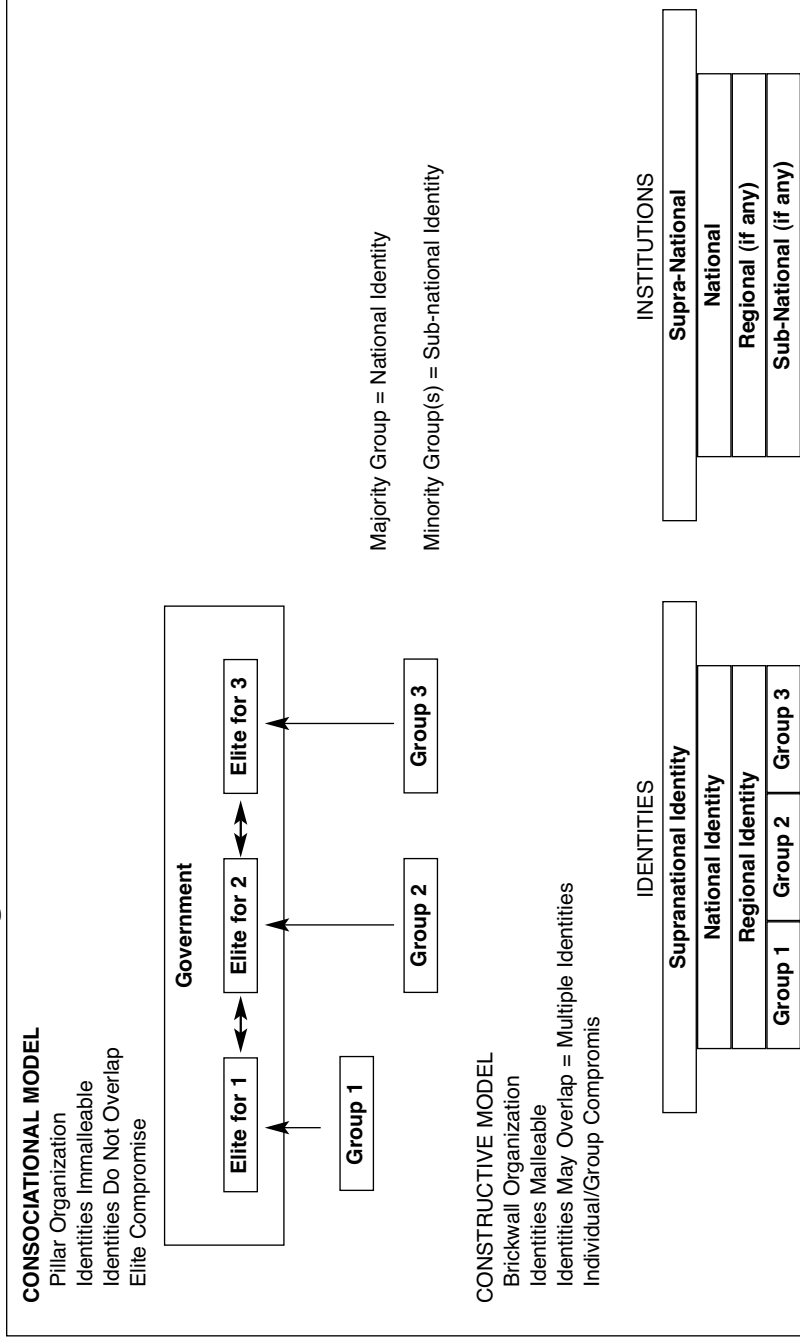 CONSOCIATIONAL MODEL
Pillar Organization
Identities Immalleable
Identities Do Not Overlap
Elite Compromise
Government
Elite for 1
Elite for 2
Elite for 3
Group 1
Group 2
Group 3
Majority Group = National Identity
Minority Group(s) = Sub-national Identity
CONSTRUCTIVE MODEL
Brickwall Organization
Identities Malleable
Identities May Overlap = Multiple Identities
Individual/Group Compromis
IDENTITIES
Supranational Identity
National Identity
Regional Identity
Group 1
Group 2
Group 3
INSTITUTIONS
Supra-National
National
Regional (if any)
Sub-National (if any)